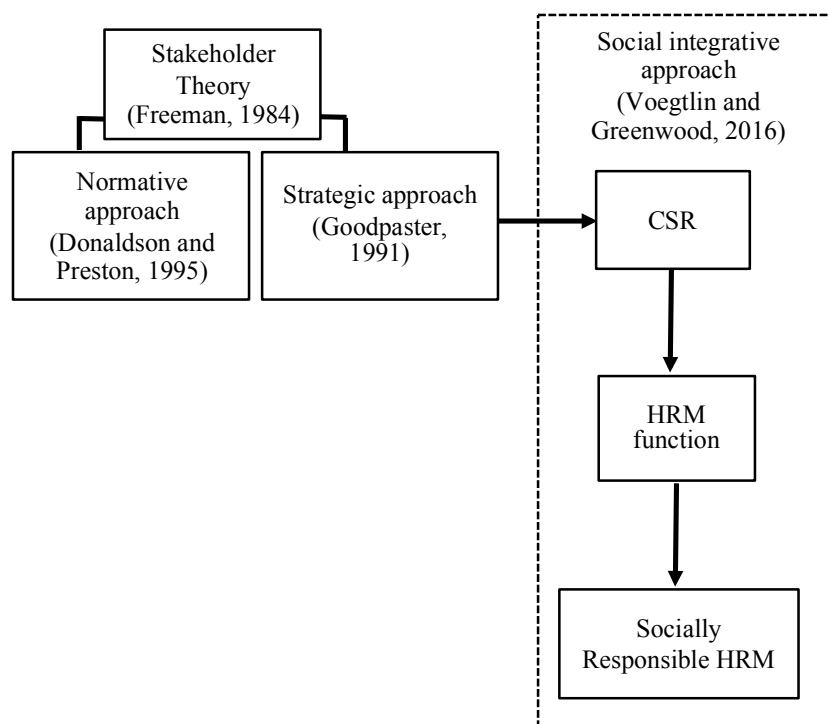 Stakeholder
Theory
(Freeman, 1984)
Normative
approach
(Donaldson and
Preston, 1995)
Strategic approach
(Goodpaster,
1991)
Social integrative
approach
(Voegtlin and
Greenwood, 2016)
CSR
HRM
function
Socially
Responsible HRM